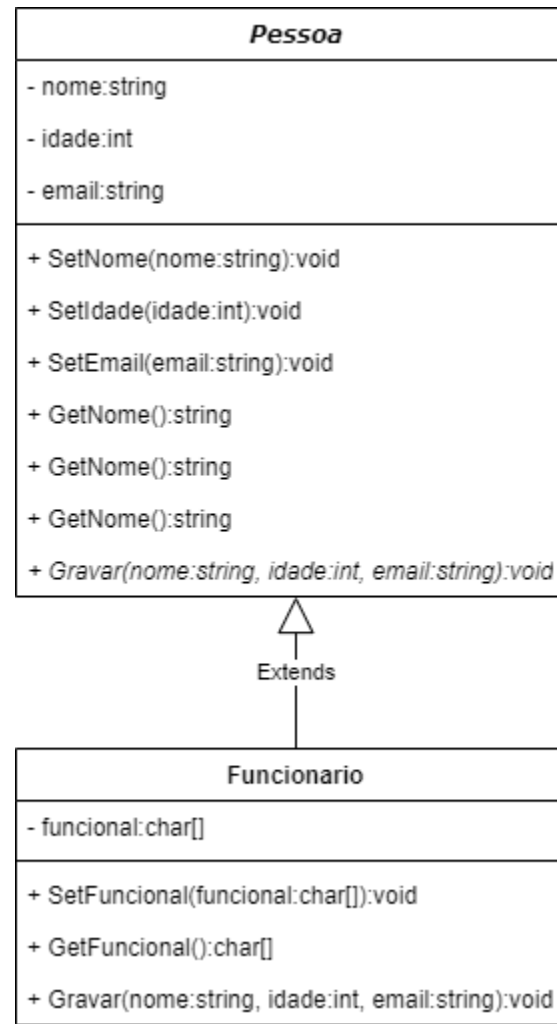 Pessoa
- nome:string
- idade:int
- email:string
+ SetNome(nome:string):void
+ SetIdade(idade:int):void
+ SetEmail(email:string):void
+ GetNome():string
+ GetNome():string
+ GetNome():string
+ Gravar(nome:string, idade:int, email:string):void
Extends
Funcionario
- funcional:char[]
+ SetFuncional(funcional:char[]):void
+ GetFuncional():char[]
+ Gravar(nome:string, idade:int, email:string):void